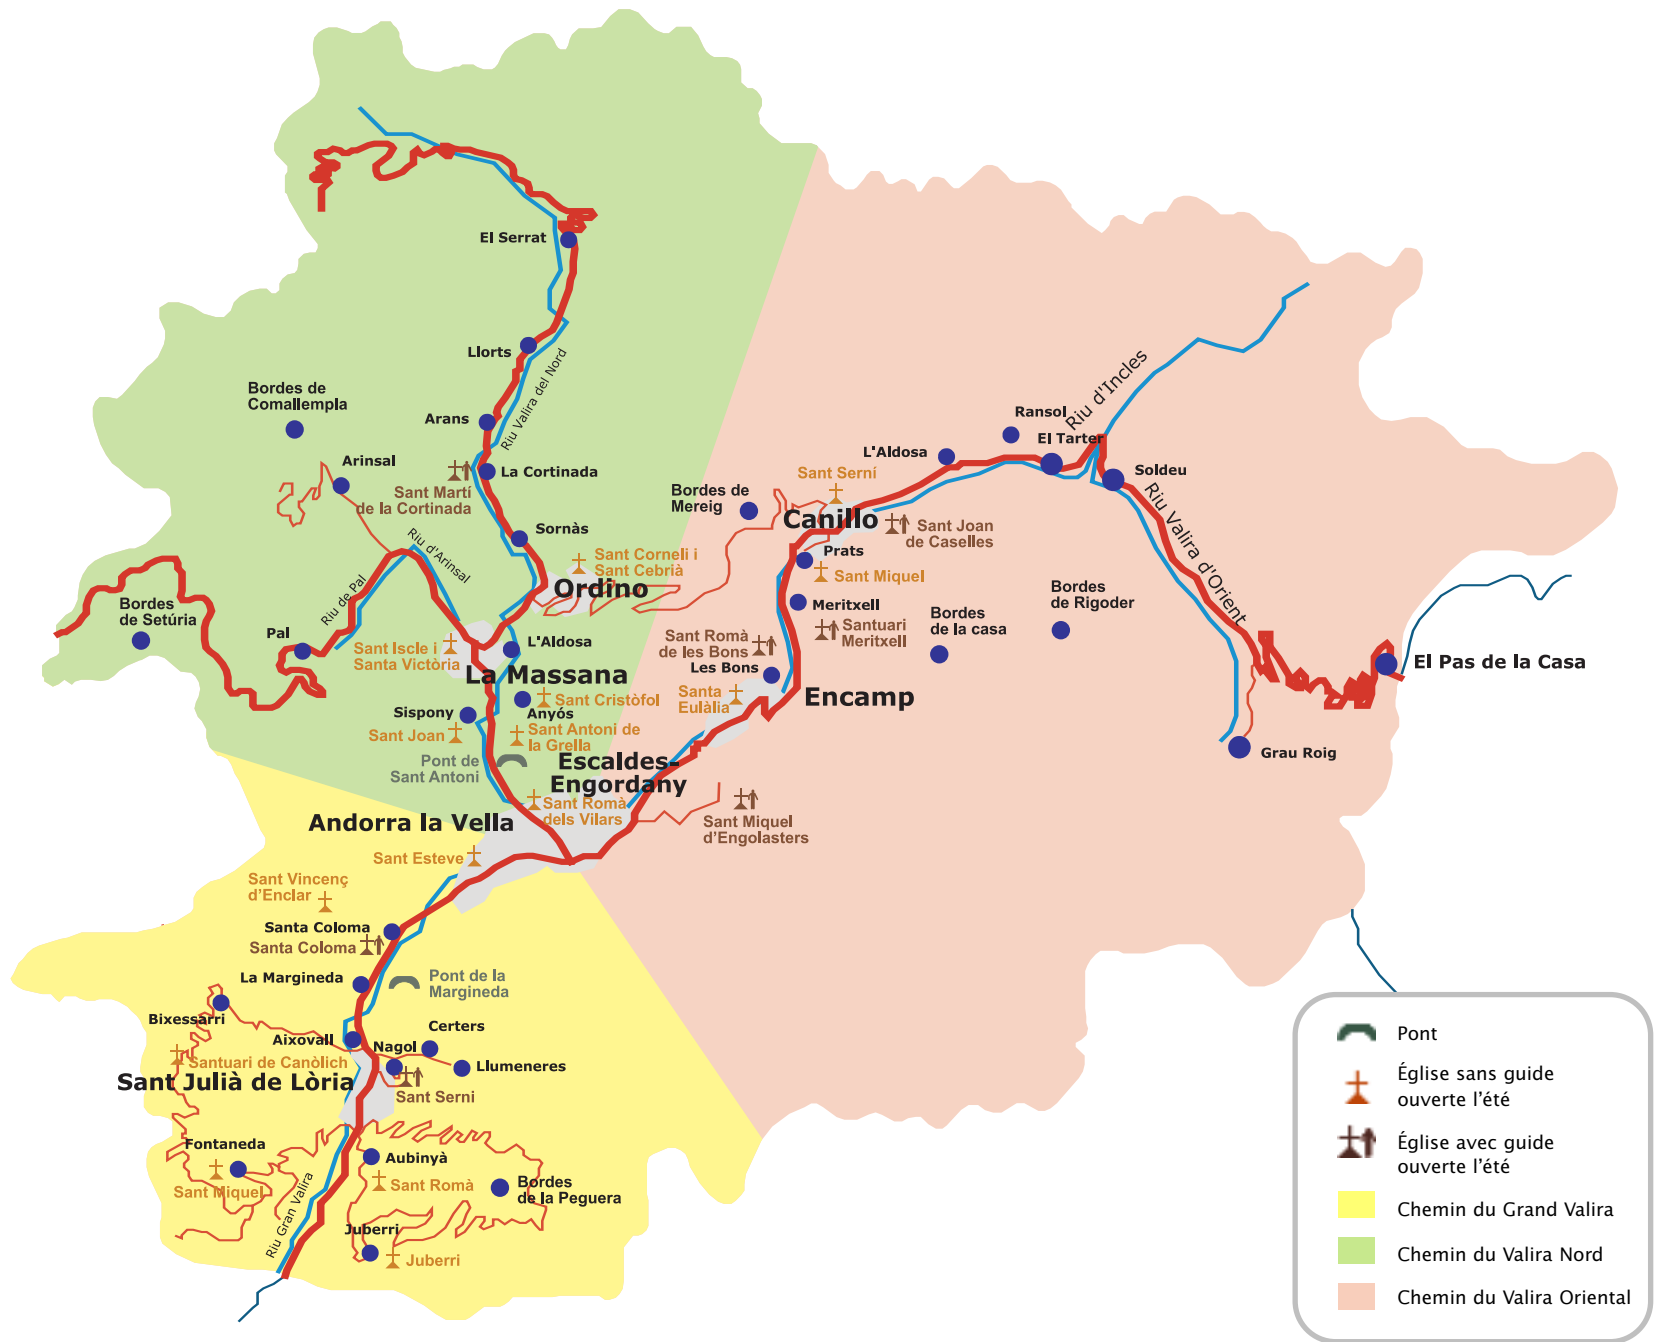 El Serrat
Llorts
Riu Valira del Nord
Bordes de
Comallempla
Arans
Arinsal
La Cortinada
Sant Martí
de la Cortinada
Sornàs
Riu d'Arinsal
Riu de Pal
Sant Corneli i
Sant Cebrià
Ordino
Bordes
de Setúria
Pal
Sant Iscle i
Santa Victòria
L'Aldosa
La Massana
Sant Cristòfol
Anyós
Sispony
Sant Joan
Sant Antoni de
la Grella
Pont de
Sant Antoni
Escaldes-
Engordany
Sant Romà
dels Vilars
Andorra la Vella
Sant Esteve
Riu d'Incles
Ransol
El Tarter
L'Aldosa
Soldeu
Sant Serní
Bordes de
Mereig
Canillo
Sant Joan
de Caselles
Riu Valira d'Orient
Prats
Sant Miquel
Meritxell
Santuari
Meritxell
Bordes
de la casa
Bordes
de Rigoder
Sant Romà
de les Bons
Les Bons
Santa
Eulàlia
Encamp
El Pas de la Casa
Grau Roig
Sant Miquel
d'Engolasters
Sant Vincenç
d'Enclar
Santa Coloma
Santa Coloma
La Margineda
Pont de la
Margineda
Bixessarri
Aixovall
Certers
Nagol
Santuari de Canòlich
Llumeneres
Sant Julià de Lòria
Sant Serni
Fontaneda
Sant Miquel
Aubinyà
Sant Romà
Bordes
de la Peguera
Riu Gran Valira
Juberri
Juberri
Pont
Église sans guide
ouverte l'été
Église avec guide
ouverte l'été
Chemin du Grand Valira
Chemin du Valira Nord
Chemin du Valira Oriental